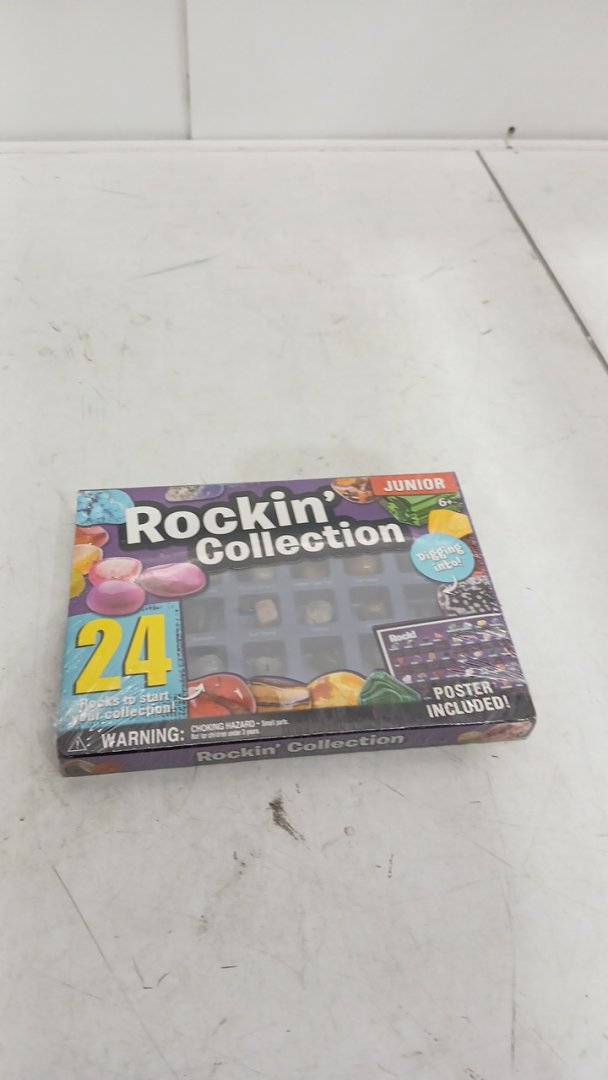 JUNIOR
6+
Rockin'
Collection
Digging
into!
24
Rocks to start
your collection!
Rock!
POSTER
INCLUDED!
WARNING:
CHOKING HAZARD - Small parts.
Not for children under 3 years.
Rockin' Collection